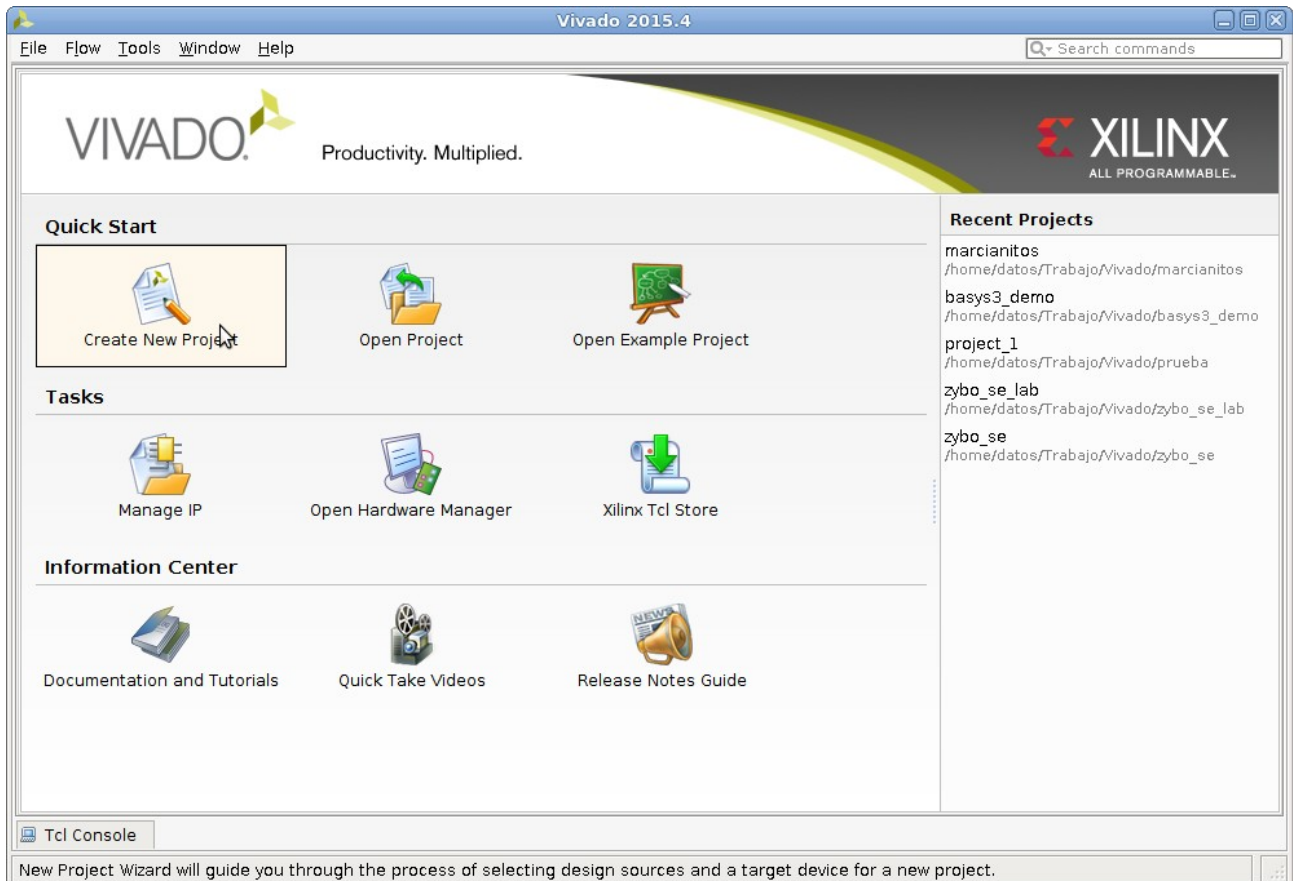 Vivado 2015.4
File Flow Tools Window Help
Search commands
VIVADO.
Productivity. Multiplied.
XILINX
ALL PROGRAMMABLE™
Quick Start
Create New Project
Open Project
Open Example Project
Tasks
Manage IP
Open Hardware Manager
Xilinx Tcl Store
Information Center
NEWS
Documentation and Tutorials
Quick Take Videos
Release Notes Guide
Recent Projects
marcianitos
/home/datos/Trabajo/Vivado/marcianitos
basys3_demo
/home/datos/Trabajo/Vivado/basys3_demo
project_1
/home/datos/Trabajo/Vivado/prueba
zybo_se_lab
/home/datos/Trabajo/Vivado/zybo_se_lab
zybo_se
/home/datos/Trabajo/Vivado/zybo_se
Tcl Console
New Project Wizard will guide you through the process of selecting design sources and a target device for a new project.